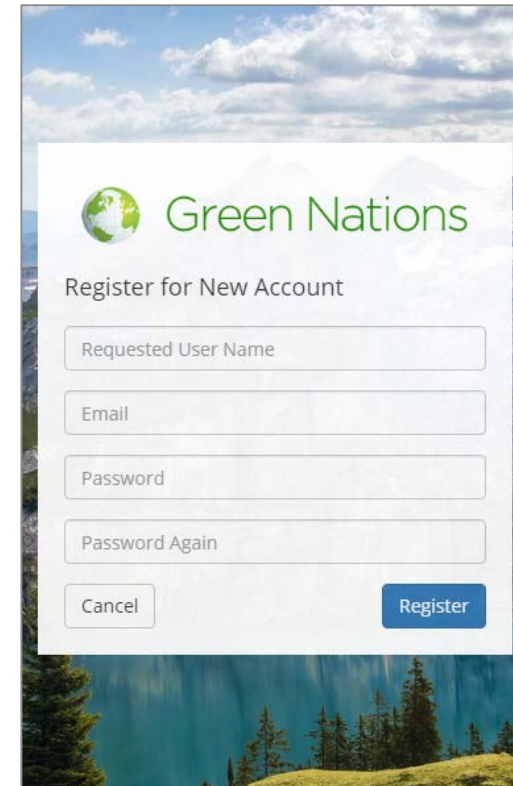 Green Nations
Register for New Account
Requested User Name
Email
Password
Password Again
Cancel
Register